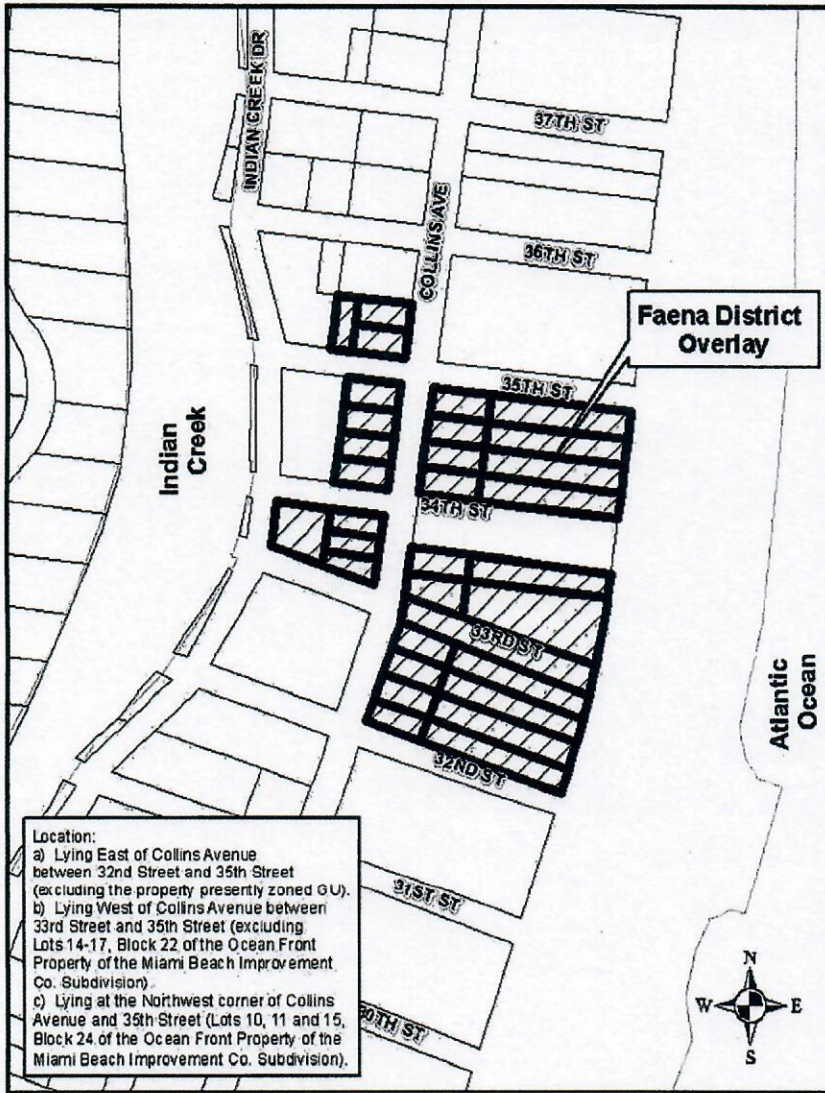 INDIAN CREEK DR
37TH ST
COLLINS AVE
36TH ST
Faena District
Overlay
35TH ST
Indian
Creek
34TH ST
33RD ST
Atlantic
Ocean
32ND ST
Location:
a) Lying East of Collins Avenue
between 32nd Street and 35th Street
(excluding the property presently zoned GU).
b) Lying West of Collins Avenue between
33rd Street and 35th Street (excluding
Lots 14-17, Block 22 of the Ocean Front
Property of the Miami Beach Improvement
Co. Subdivision)
c) Lying at the Northwest corner of Collins
Avenue and 35th Street (Lots 10, 11 and 15,
Block 24 of the Ocean Front Property of the
Miami Beach Improvement Co. Subdivision).
31ST ST
30TH ST
N
W E
S